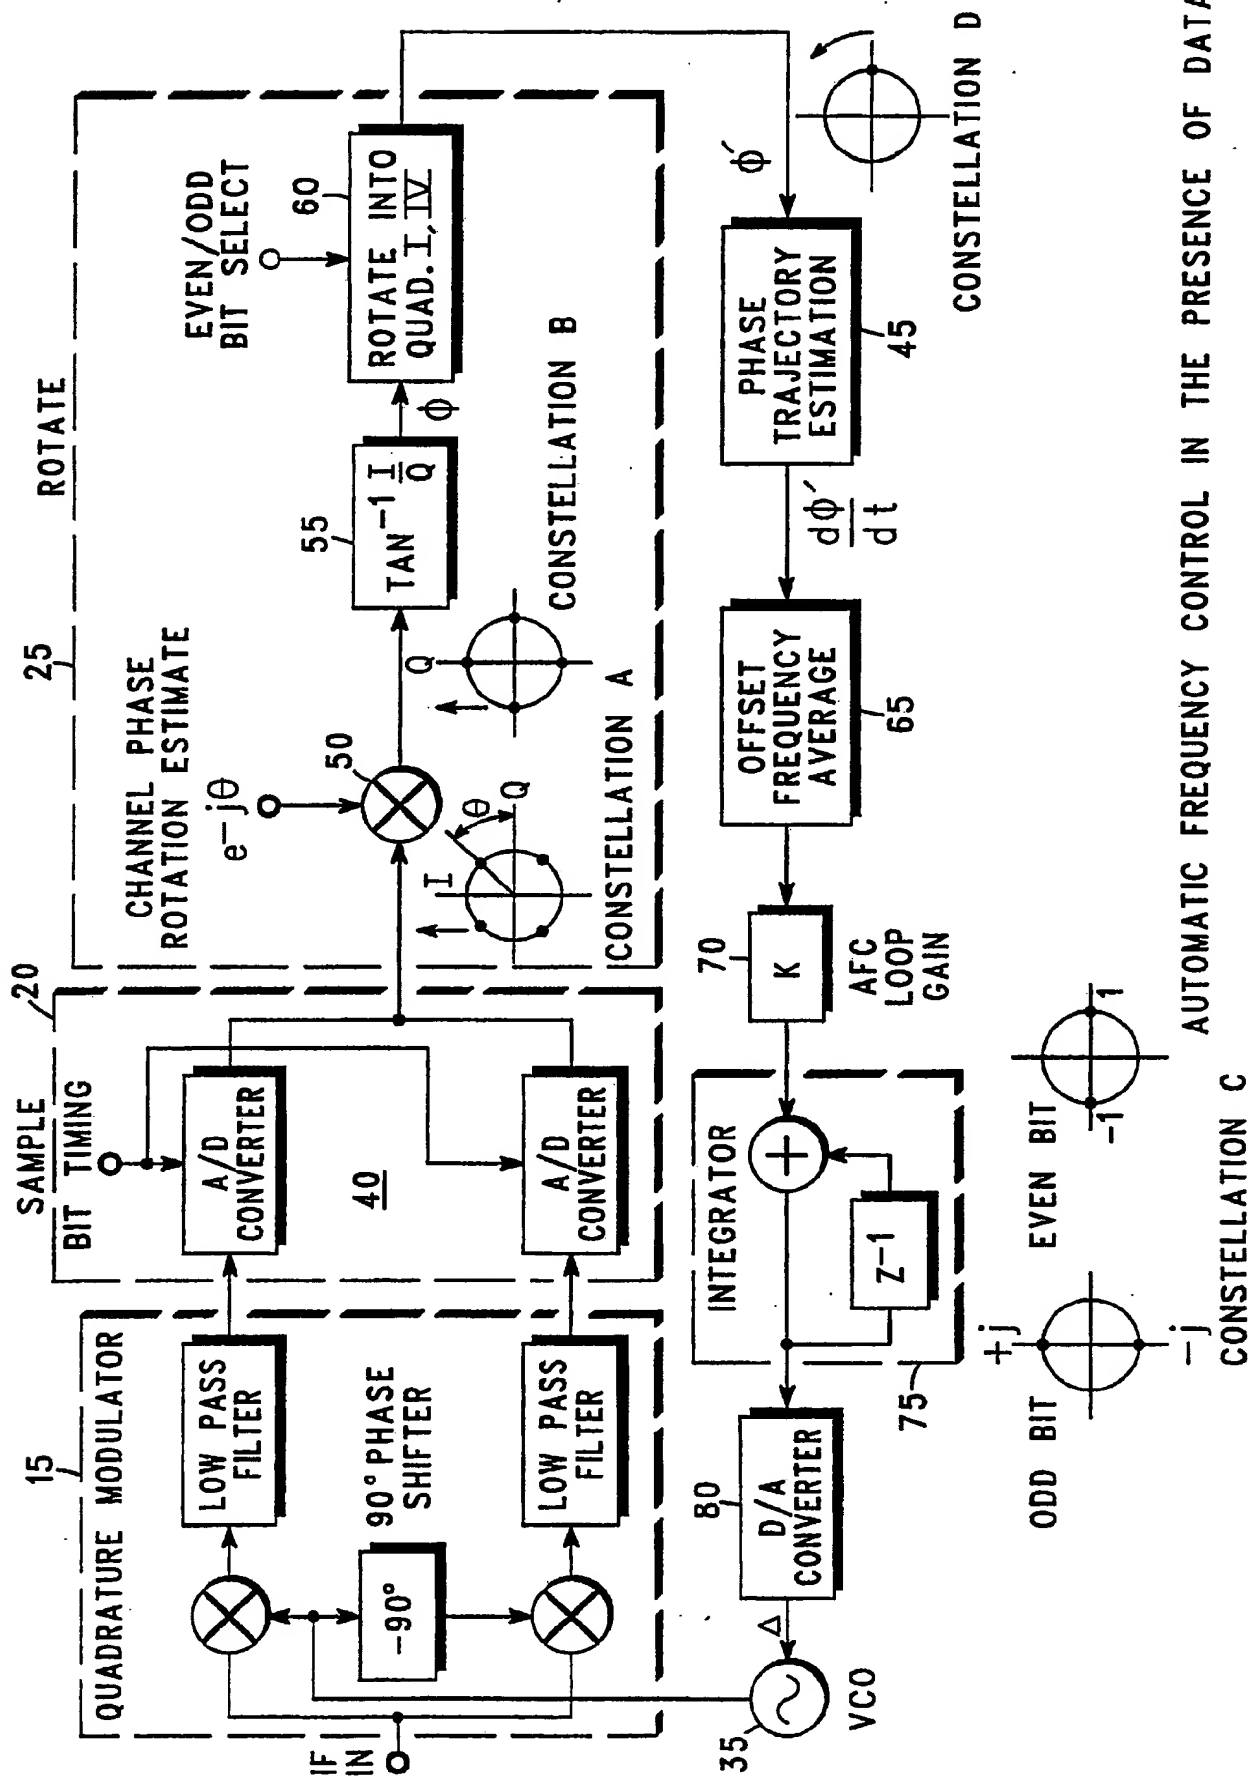 15
QUADRATURE MODULATOR
IF
IN
LOW PASS
FILTER
-90°
90° PHASE
SHIFTER
LOW PASS
FILTER
20
SAMPLE
BIT TIMING
A/D
CONVERTER
40
A/D
CONVERTER
25
ROTATE
CHANNEL PHASE
ROTATION ESTIMATE
e-jθ
50
I
θ
Q
CONSTELLATION A
Q
CONSTELLATION B
55
TAN-1 I/Q
ϕ
EVEN/ODD
BIT SELECT
60
ROTATE INTO
QUAD. I, IV
ϕ′
CONSTELLATION D
PHASE
TRAJECTORY
ESTIMATION
45
dϕ′
dt
OFFSET
FREQUENCY
AVERAGE
65
70
K
AFC
LOOP
GAIN
INTEGRATOR
+
Z-1
75
80
D/A
CONVERTER
Δ
35
VCO
ODD BIT
+j
-j
EVEN BIT
-1
1
CONSTELLATION C
AUTOMATIC FREQUENCY CONTROL IN THE PRESENCE OF DATA